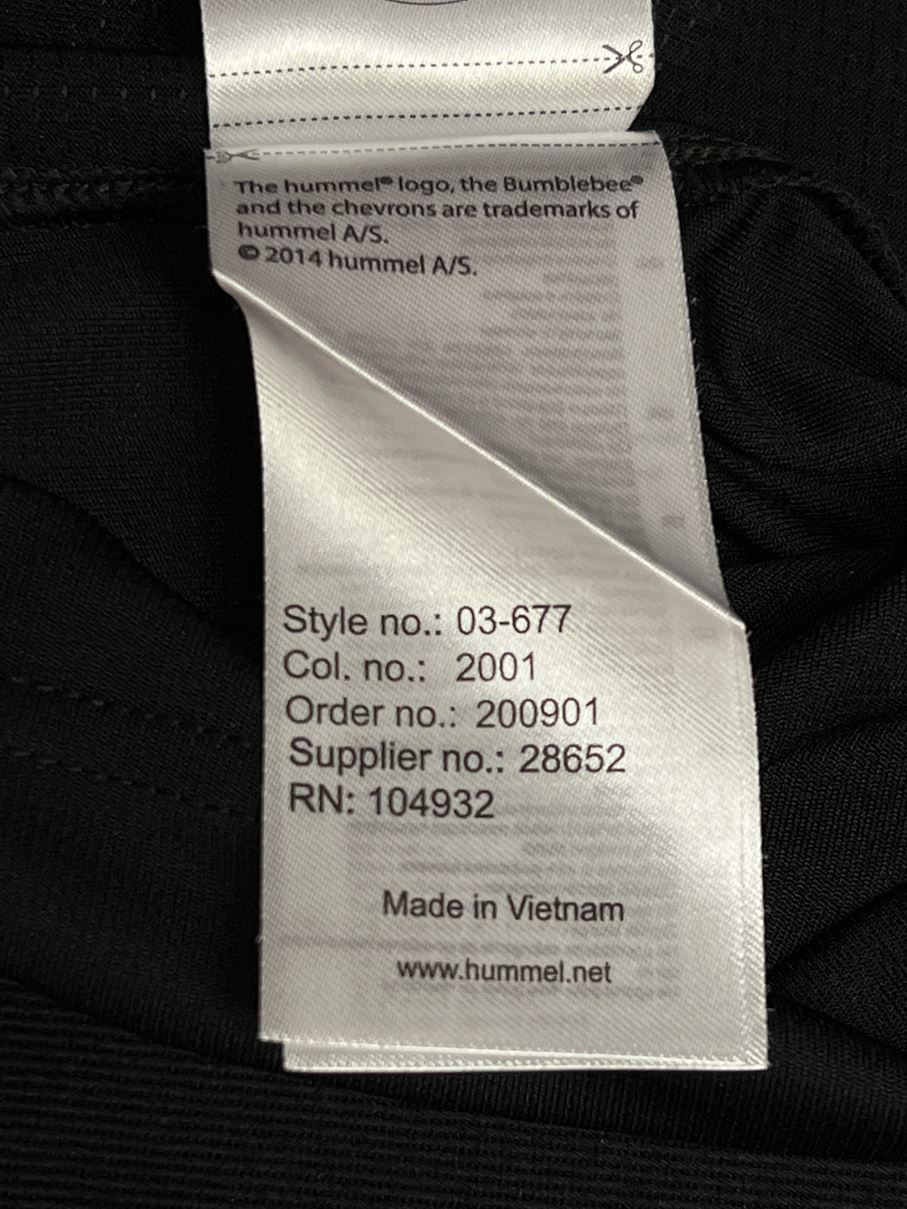 The hummel® logo, the Bumblebee®
and the chevrons are trademarks of
hummel A/S.
© 2014 hummel A/S.
Style no.: 03-677
Col. no.: 2001
Order no.: 200901
Supplier no.: 28652
RN: 104932
Made in Vietnam
www.hummel.net